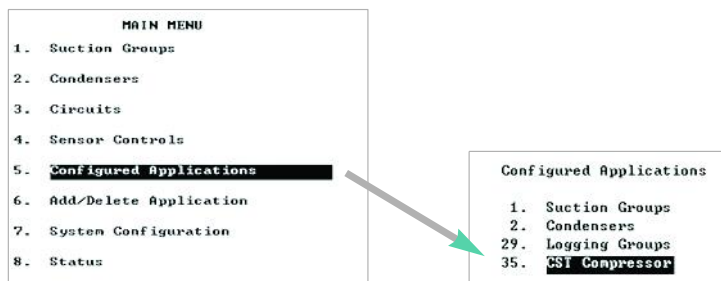 MAIN MENU
1. Suction Groups
2. Condensers
3. Circuits
4. Sensor Controls
5. Configured Applications
6. Add/Delete Application
7. System Configuration
8. Status
Configured Applications
1. Suction Groups
2. Condensers
29. Logging Groups
35. CST Compressor